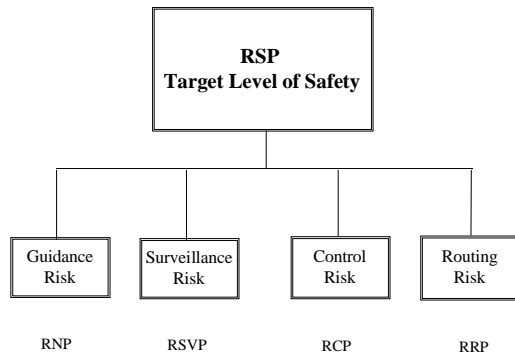 RSP
Target Level of Safety
Guidance
Risk
Surveillance
Risk
Control
Risk
Routing
Risk
RNP
RSVP
RCP
RRP